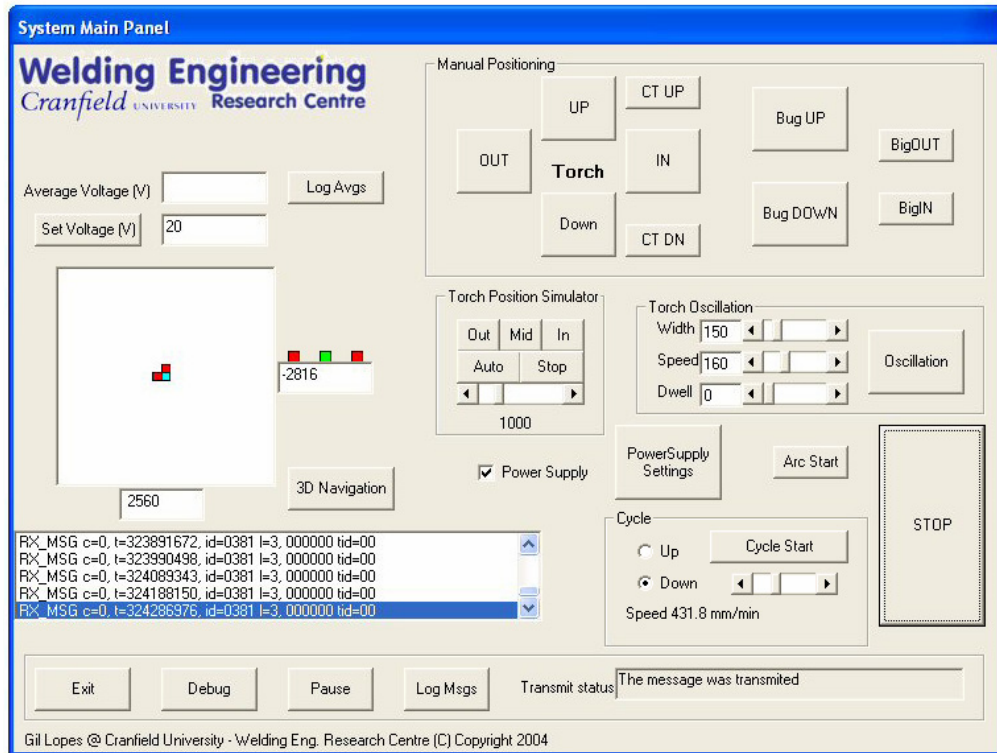 System Main Panel
Welding Engineering
Cranfield UNIVERSITY Research Centre
Average Voltage (V)
Log Avgs
Set Voltage (V)
20
-2816
2560
3D Navigation
Manual Positioning
UP
CT UP
Bug UP
BigOUT
OUT
Torch
IN
Down
CT DN
Bug DOWN
BigIN
Torch Position Simulator
Out
Mid
In
Auto
Stop
1000
Torch Oscillation
Width
150
Speed
160
Dwell
0
Oscillation
Power Supply
PowerSupply
Settings
Arc Start
STOP
RX_MSG c=0, t=323891672, id=0381 l=3, 000000 tid=00
RX_MSG c=0, t=323990498, id=0381 l=3, 000000 tid=00
RX_MSG c=0, t=324089343, id=0381 l=3, 000000 tid=00
RX_MSG c=0, t=324188150, id=0381 l=3, 000000 tid=00
RX_MSG c=0, t=324286976, id=0381 l=3, 000000 tid=00
Cycle
Up
Cycle Start
Down
Speed 431.8 mm/min
Exit
Debug
Pause
Log Msgs
Transmit status
The message was transmited
Gil Lopes @ Cranfield University - Welding Eng. Research Centre (C) Copyright 2004